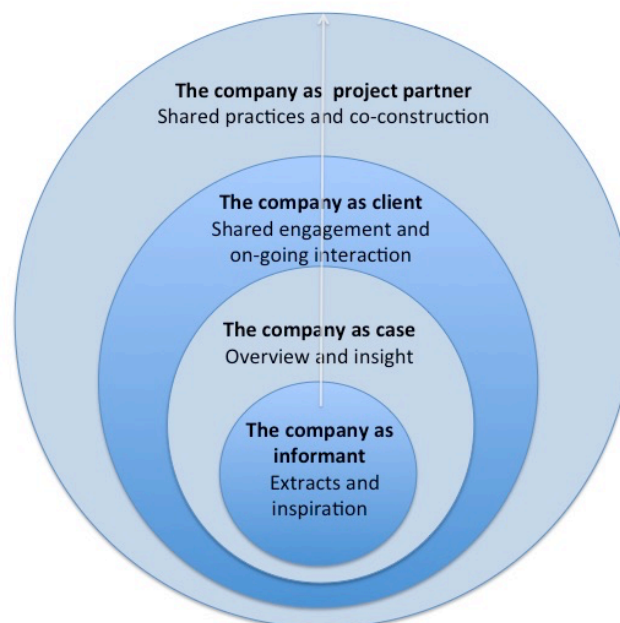 The company as project partner
Shared practices and co-construction
The company as client
Shared engagement and
on-going interaction
The company as case
Overview and insight
The company as
informant
Extracts and
inspiration